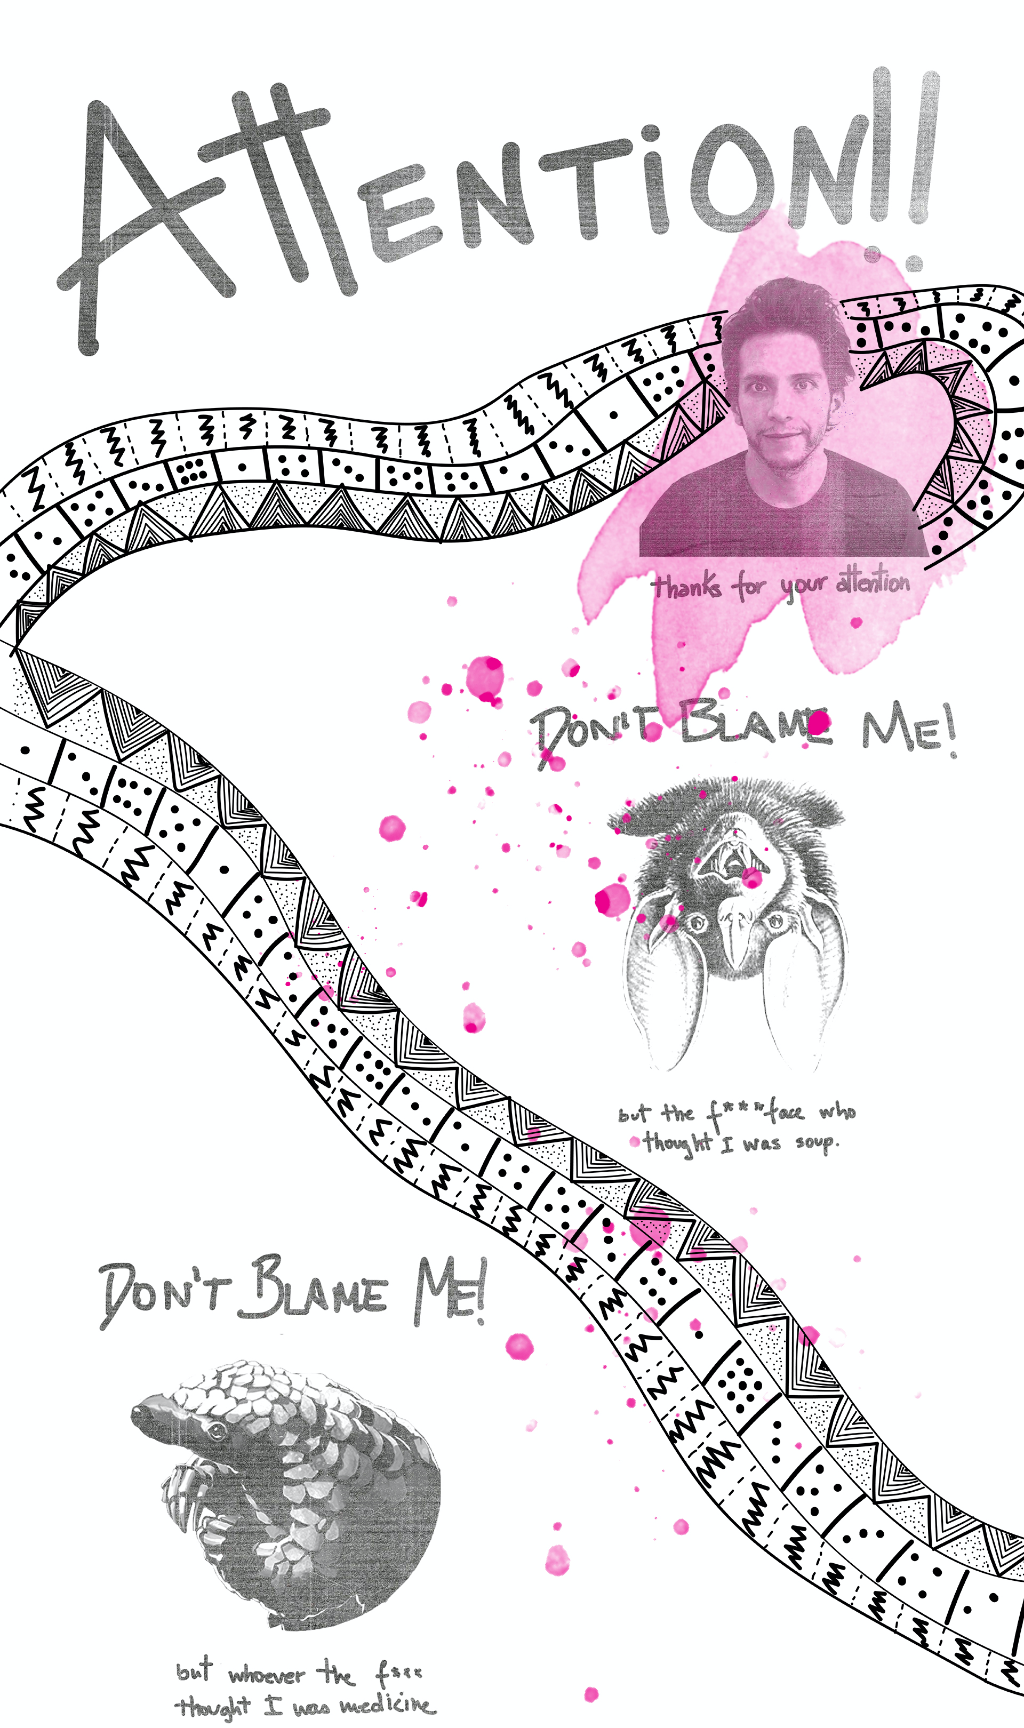 ATTENTION!!
thanks for your attention
DON'T BLAME ME!
but the f***face who
thought I was soup.
DON'T BLAME ME!
but whoever the f***
thought I was medicine